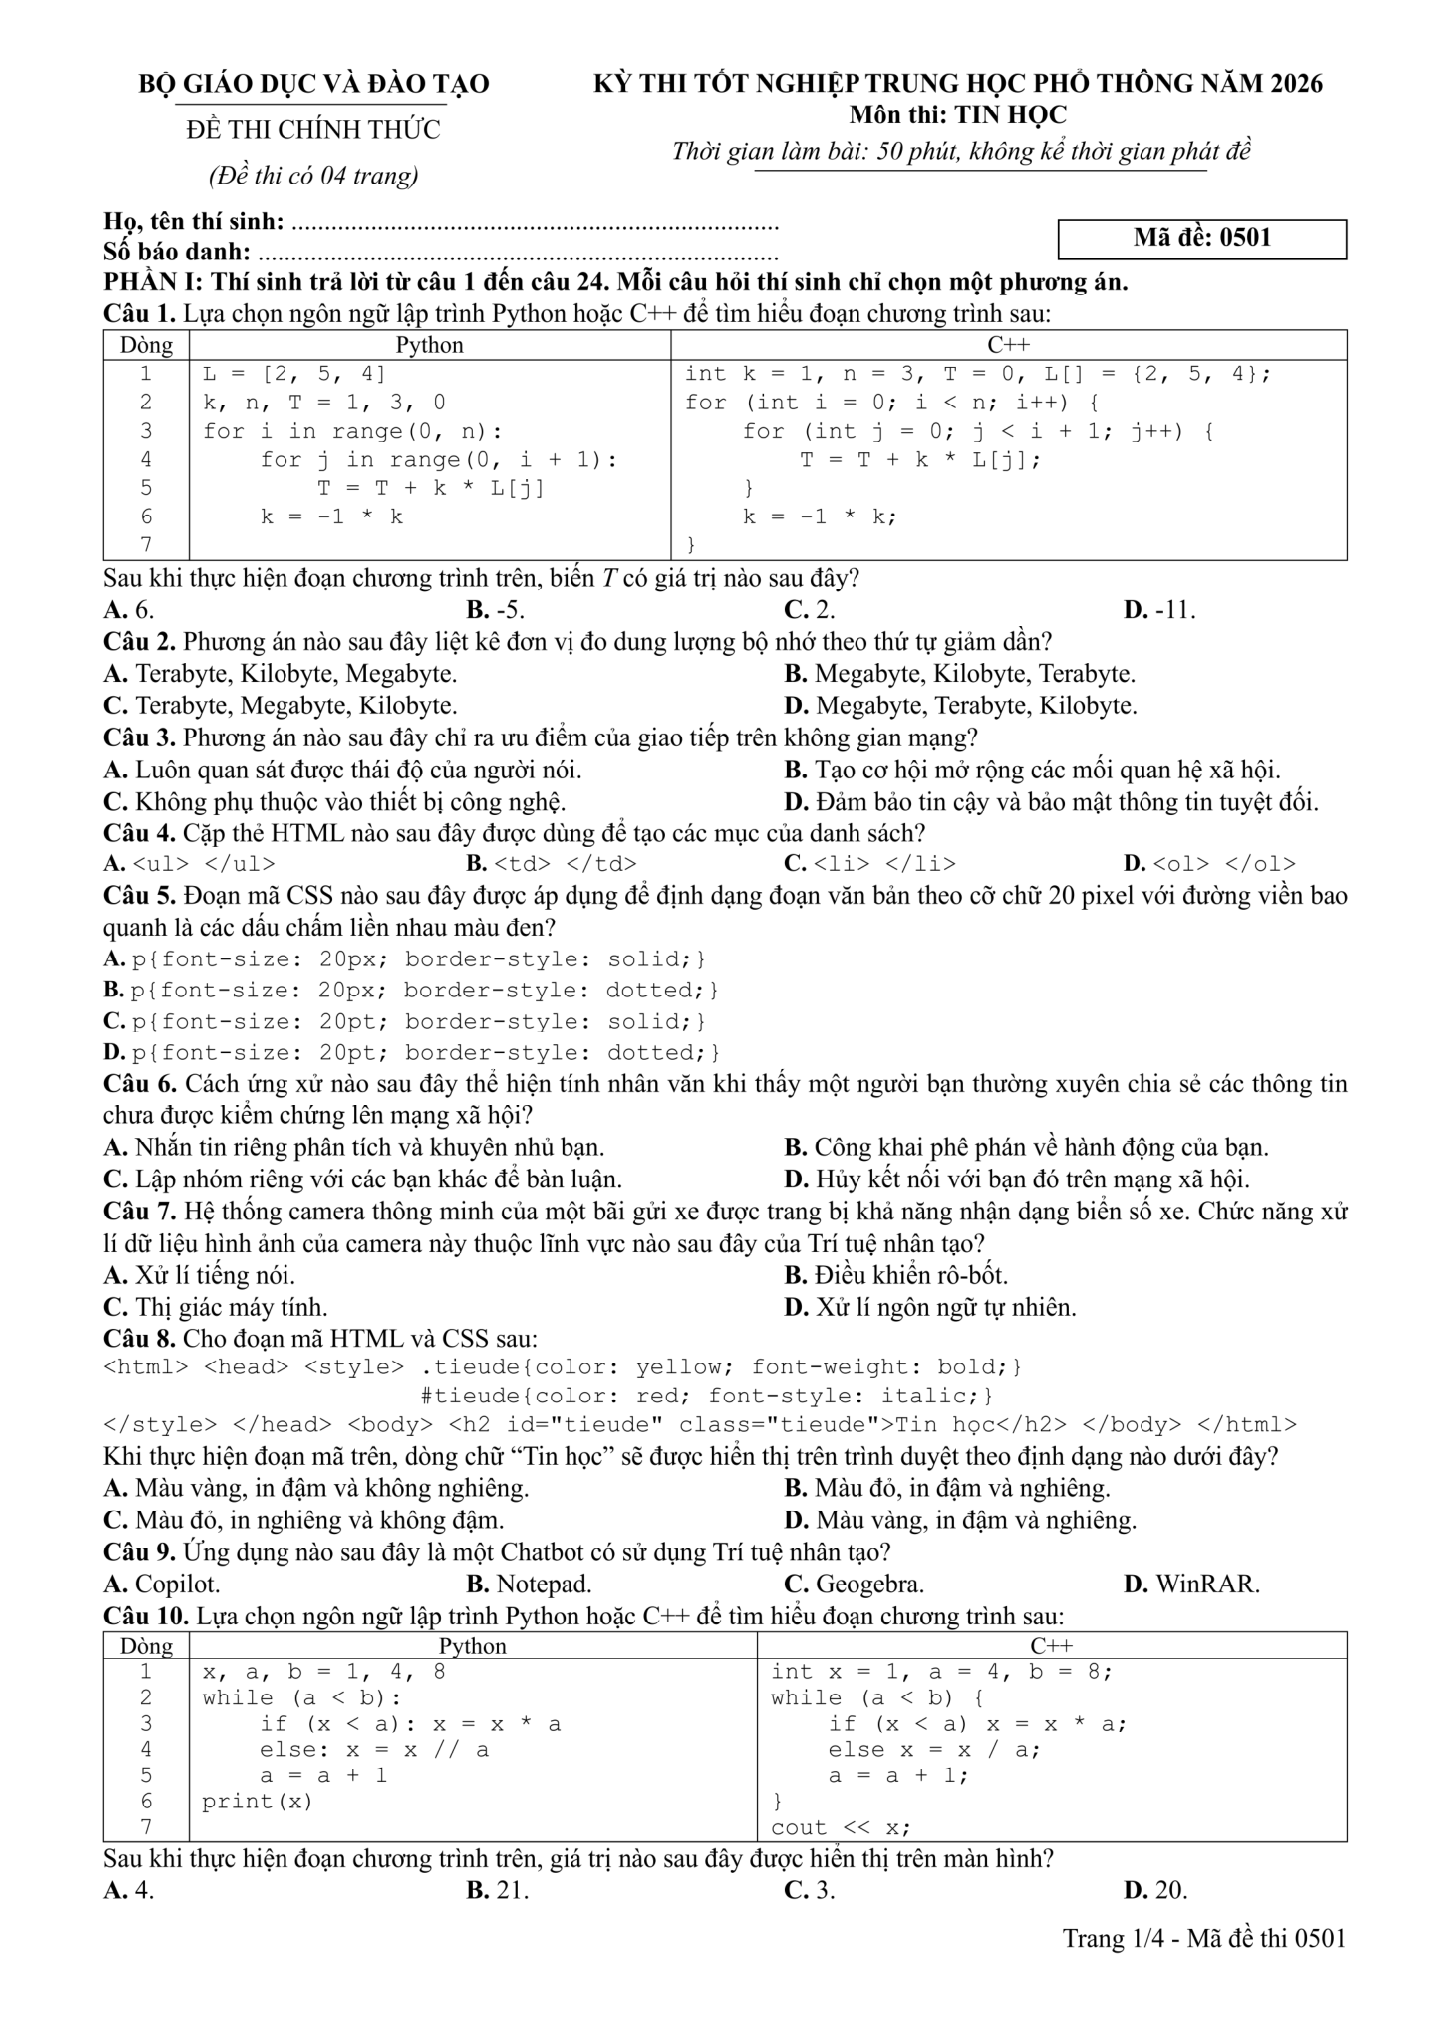 BỘ GIÁO DỤC VÀ ĐÀO TẠO
ĐỀ THI CHÍNH THỨC
(Đề thi có 04 trang)
KỲ THI TỐT NGHIỆP TRUNG HỌC PHỔ THÔNG NĂM 2026
Môn thi: TIN HỌC
Thời gian làm bài: 50 phút, không kể thời gian phát đề
Họ, tên thí sinh: ..........................................................................
Số báo danh: ..............................................................................
Mã đề: 0501
PHẦN I: Thí sinh trả lời từ câu 1 đến câu 24. Mỗi câu hỏi thí sinh chỉ chọn một phương án.
Câu 1. Lựa chọn ngôn ngữ lập trình Python hoặc C++ để tìm hiểu đoạn chương trình sau:
Dòng Python C++
1 L = [2, 5, 4] int k = 1, n = 3, T = 0, L[] = {2, 5, 4};
2 k, n, T = 1, 3, 0 for (int i = 0; i < n; i++) {
3 for i in range(0, n): for (int j = 0; j < i + 1; j++) {
4 for j in range(0, i + 1): T = T + k * L[j];
5 T = T + k * L[j] }
6 k = -1 * k k = -1 * k;
7 }
Sau khi thực hiện đoạn chương trình trên, biến T có giá trị nào sau đây?
A. 6. B. -5. C. 2. D. -11.
Câu 2. Phương án nào sau đây liệt kê đơn vị đo dung lượng bộ nhớ theo thứ tự giảm dần?
A. Terabyte, Kilobyte, Megabyte. B. Megabyte, Kilobyte, Terabyte.
C. Terabyte, Megabyte, Kilobyte. D. Megabyte, Terabyte, Kilobyte.
Câu 3. Phương án nào sau đây chỉ ra ưu điểm của giao tiếp trên không gian mạng?
A. Luôn quan sát được thái độ của người nói. B. Tạo cơ hội mở rộng các mối quan hệ xã hội.
C. Không phụ thuộc vào thiết bị công nghệ. D. Đảm bảo tin cậy và bảo mật thông tin tuyệt đối.
Câu 4. Cặp thẻ HTML nào sau đây được dùng để tạo các mục của danh sách?
A. <ul> </ul> B. <td> </td> C. <li> </li> D. <ol> </ol>
Câu 5. Đoạn mã CSS nào sau đây được áp dụng để định dạng đoạn văn bản theo cỡ chữ 20 pixel với đường viền bao
quanh là các dấu chấm liền nhau màu đen?
A. p{font-size: 20px; border-style: solid;}
B. p{font-size: 20px; border-style: dotted;}
C. p{font-size: 20pt; border-style: solid;}
D. p{font-size: 20pt; border-style: dotted;}
Câu 6. Cách ứng xử nào sau đây thể hiện tính nhân văn khi thấy một người bạn thường xuyên chia sẻ các thông tin
chưa được kiểm chứng lên mạng xã hội?
A. Nhắn tin riêng phân tích và khuyên nhủ bạn. B. Công khai phê phán về hành động của bạn.
C. Lập nhóm riêng với các bạn khác để bàn luận. D. Hủy kết nối với bạn đó trên mạng xã hội.
Câu 7. Hệ thống camera thông minh của một bãi gửi xe được trang bị khả năng nhận dạng biển số xe. Chức năng xử
lí dữ liệu hình ảnh của camera này thuộc lĩnh vực nào sau đây của Trí tuệ nhân tạo?
A. Xử lí tiếng nói. B. Điều khiển rô-bốt.
C. Thị giác máy tính. D. Xử lí ngôn ngữ tự nhiên.
Câu 8. Cho đoạn mã HTML và CSS sau:
<html> <head> <style> .tieude{color: yellow; font-weight: bold;}
#tieude{color: red; font-style: italic;}
</style> </head> <body> <h2 id="tieude" class="tieude">Tin học</h2> </body> </html>
Khi thực hiện đoạn mã trên, dòng chữ “Tin học” sẽ được hiển thị trên trình duyệt theo định dạng nào dưới đây?
A. Màu vàng, in đậm và không nghiêng. B. Màu đỏ, in đậm và nghiêng.
C. Màu đỏ, in nghiêng và không đậm. D. Màu vàng, in đậm và nghiêng.
Câu 9. Ứng dụng nào sau đây là một Chatbot có sử dụng Trí tuệ nhân tạo?
A. Copilot. B. Notepad. C. Geogebra. D. WinRAR.
Câu 10. Lựa chọn ngôn ngữ lập trình Python hoặc C++ để tìm hiểu đoạn chương trình sau:
Dòng Python C++
1 x, a, b = 1, 4, 8 int x = 1, a = 4, b = 8;
2 while (a < b): while (a < b) {
3 if (x < a): x = x * a if (x < a) x = x * a;
4 else: x = x // a else x = x / a;
5 a = a + 1 a = a + 1;
6 print(x) }
7 cout << x;
Sau khi thực hiện đoạn chương trình trên, giá trị nào sau đây được hiển thị trên màn hình?
A. 4. B. 21. C. 3. D. 20.
Trang 1/4 - Mã đề thi 0501